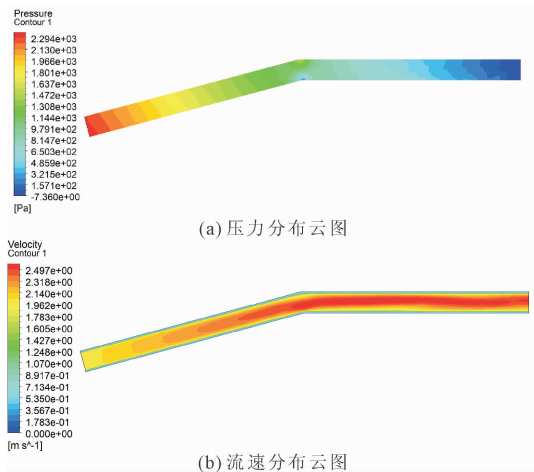 Pressure
Contour 1
2.294e+03
2.130e+03
1.966e+03
1.801e+03
1.637e+03
1.472e+03
1.308e+03
1.144e+03
9.791e+02
8.147e+02
6.503e+02
4.859e+02
3.215e+02
1.571e+02
-7.360e+00
[Pa]
(a)压力分布云图
Velocity
Contour 1
2.497e+00
2.318e+00
2.140e+00
1.962e+00
1.783e+00
1.605e+00
1.427e+00
1.248e+00
1.070e+00
8.917e-01
7.134e-01
5.350e-01
3.567e-01
1.783e-01
0.000e+00
[m s^-1]
(b)流速分布云图